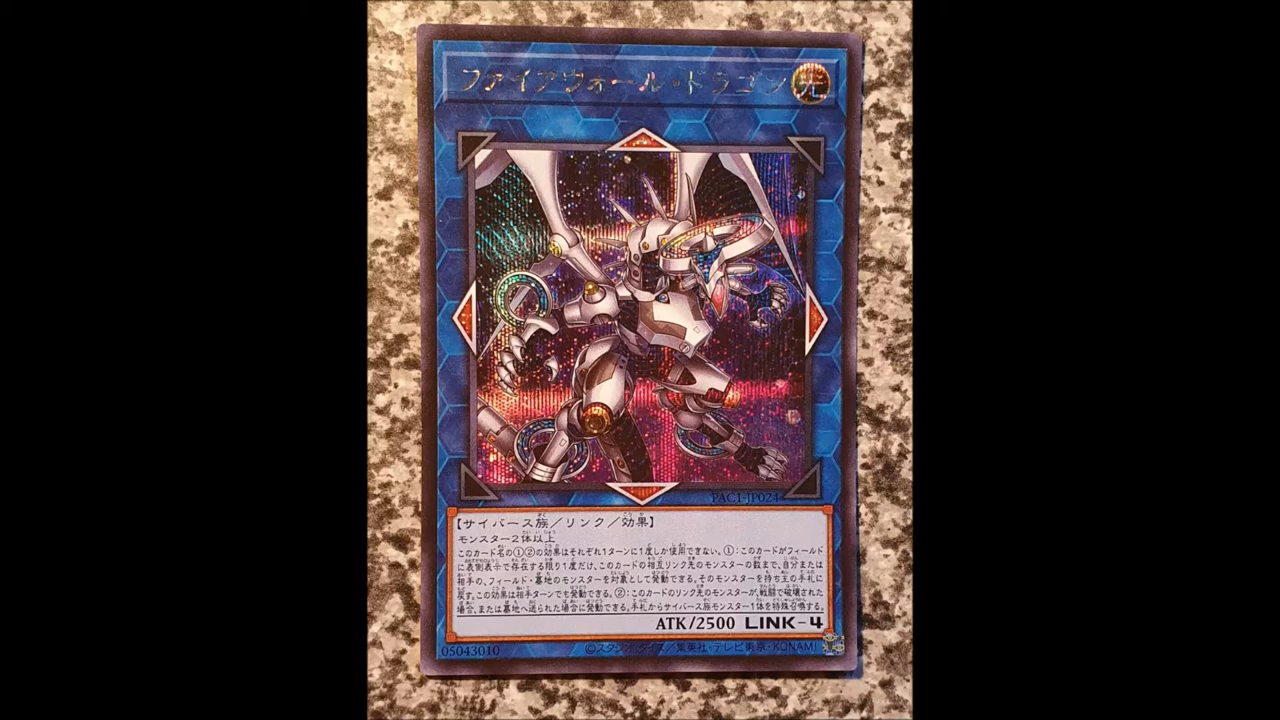 ファイアウォール・ドラゴン 光
PAC1-JP024
【サイバース族／リンク／効果】
モンスター2体以上
このカード名の①②の効果はそれぞれ1ターンに1度しか使用できない。①：このカードがフィールド
に表側表示で存在する限り1度だけ、このカードの相互リンク先のモンスターの数まで、自分または
相手の、フィールド・墓地のモンスターを対象として発動できる。そのモンスターを持ち主の手札に
戻す。この効果は相手ターンでも発動できる。②：このカードのリンク先のモンスターが、戦闘で破壊された
場合、または墓地へ送られた場合に発動できる。手札からサイバース族モンスター1体を特殊召喚する。
ATK/2500 LINK-4
05043010 ©スタジオ・ダイス／集英社・テレビ東京・KONAMI